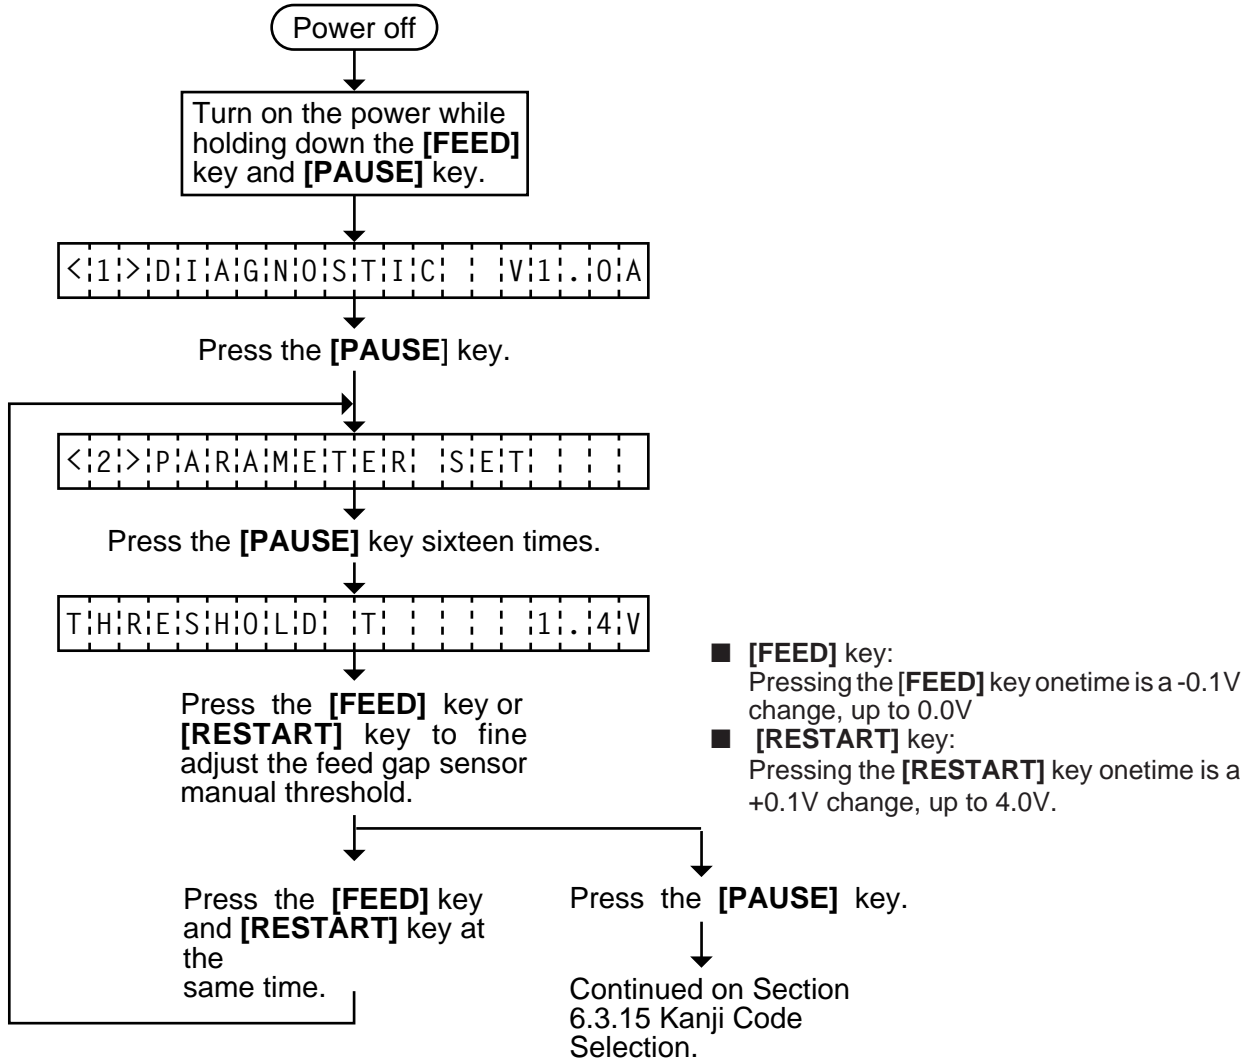 Power off
Turn on the power while
holding down the [FEED]
key and [PAUSE] key.
<1>DIAGNOSTIC  V1.0A
Press the [PAUSE] key.
<2>PARAMETER SET
Press the [PAUSE] key sixteen times.
THRESHOLD T     1.4V
Press the [FEED] key or
[RESTART] key to fine
adjust the feed gap sensor
manual threshold.
■ [FEED] key:
Pressing the [FEED] key onetime is a -0.1V
change, up to 0.0V
■ [RESTART] key:
Pressing the [RESTART] key onetime is a
+0.1V change, up to 4.0V.
Press the [FEED] key
and [RESTART] key at
the
same time.
Press the [PAUSE] key.
Continued on Section
6.3.15 Kanji Code
Selection.